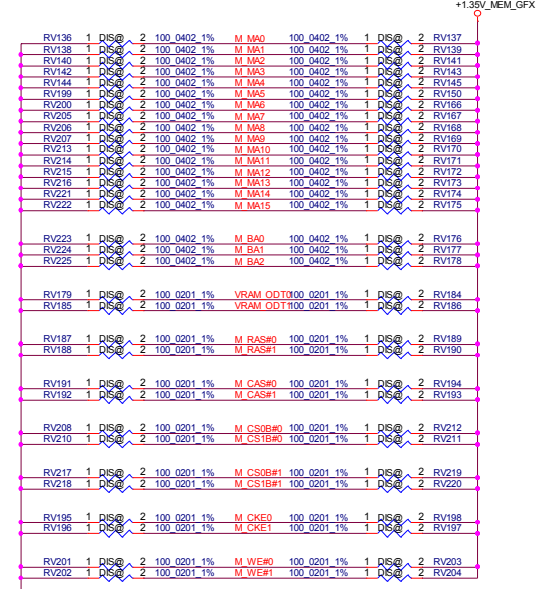 +1.35V_MEM_GFX
RV136 1 DIS@ 2 100_0402_1% M_MA0 100_0402_1% 1 DIS@ 2 RV137
RV138 1 DIS@ 2 100_0402_1% M_MA1 100_0402_1% 1 DIS@ 2 RV139
RV140 1 DIS@ 2 100_0402_1% M_MA2 100_0402_1% 1 DIS@ 2 RV141
RV142 1 DIS@ 2 100_0402_1% M_MA3 100_0402_1% 1 DIS@ 2 RV143
RV144 1 DIS@ 2 100_0402_1% M_MA4 100_0402_1% 1 DIS@ 2 RV145
RV199 1 DIS@ 2 100_0402_1% M_MA5 100_0402_1% 1 DIS@ 2 RV150
RV200 1 DIS@ 2 100_0402_1% M_MA6 100_0402_1% 1 DIS@ 2 RV166
RV205 1 DIS@ 2 100_0402_1% M_MA7 100_0402_1% 1 DIS@ 2 RV167
RV206 1 DIS@ 2 100_0402_1% M_MA8 100_0402_1% 1 DIS@ 2 RV168
RV207 1 DIS@ 2 100_0402_1% M_MA9 100_0402_1% 1 DIS@ 2 RV169
RV213 1 DIS@ 2 100_0402_1% M_MA10 100_0402_1% 1 DIS@ 2 RV170
RV214 1 DIS@ 2 100_0402_1% M_MA11 100_0402_1% 1 DIS@ 2 RV171
RV215 1 DIS@ 2 100_0402_1% M_MA12 100_0402_1% 1 DIS@ 2 RV172
RV216 1 DIS@ 2 100_0402_1% M_MA13 100_0402_1% 1 DIS@ 2 RV173
RV221 1 DIS@ 2 100_0402_1% M_MA14 100_0402_1% 1 DIS@ 2 RV174
RV222 1 DIS@ 2 100_0402_1% M_MA15 100_0402_1% 1 DIS@ 2 RV175
RV223 1 DIS@ 2 100_0402_1% M_BA0 100_0402_1% 1 DIS@ 2 RV176
RV224 1 DIS@ 2 100_0402_1% M_BA1 100_0402_1% 1 DIS@ 2 RV177
RV225 1 DIS@ 2 100_0402_1% M_BA2 100_0402_1% 1 DIS@ 2 RV178
RV179 1 DIS@ 2 100_0201_1% VRAM_ODT0 100_0201_1% 1 DIS@ 2 RV184
RV185 1 DIS@ 2 100_0201_1% VRAM_ODT1 100_0201_1% 1 DIS@ 2 RV186
RV187 1 DIS@ 2 100_0201_1% M_RAS#0 100_0201_1% 1 DIS@ 2 RV189
RV188 1 DIS@ 2 100_0201_1% M_RAS#1 100_0201_1% 1 DIS@ 2 RV190
RV191 1 DIS@ 2 100_0201_1% M_CAS#0 100_0201_1% 1 DIS@ 2 RV194
RV192 1 DIS@ 2 100_0201_1% M_CAS#1 100_0201_1% 1 DIS@ 2 RV193
RV208 1 DIS@ 2 100_0201_1% M_CS0B#0 100_0201_1% 1 DIS@ 2 RV212
RV210 1 DIS@ 2 100_0201_1% M_CS1B#0 100_0201_1% 1 DIS@ 2 RV211
RV217 1 DIS@ 2 100_0201_1% M_CS0B#1 100_0201_1% 1 DIS@ 2 RV219
RV218 1 DIS@ 2 100_0201_1% M_CS1B#1 100_0201_1% 1 DIS@ 2 RV220
RV195 1 DIS@ 2 100_0201_1% M_CKE0 100_0201_1% 1 DIS@ 2 RV198
RV196 1 DIS@ 2 100_0201_1% M_CKE1 100_0201_1% 1 DIS@ 2 RV197
RV201 1 DIS@ 2 100_0201_1% M_WE#0 100_0201_1% 1 DIS@ 2 RV203
RV202 1 DIS@ 2 100_0201_1% M_WE#1 100_0201_1% 1 DIS@ 2 RV204